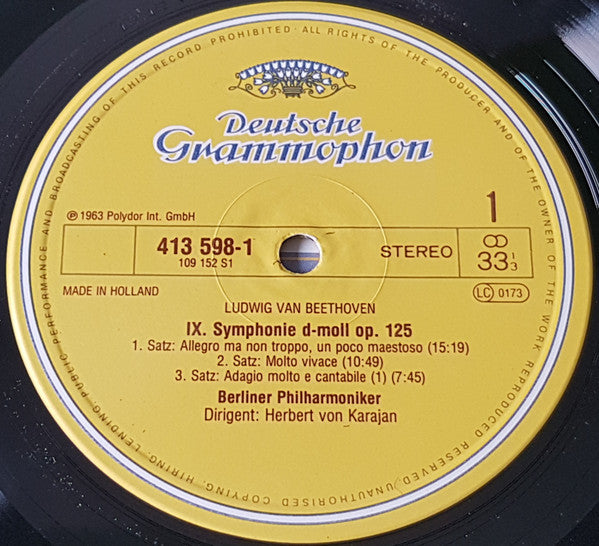 ALL RIGHTS OF THE PRODUCER AND OF THE OWNER OF THE WORK REPRODUCED RESERVED. UNAUTHORISED COPYING, HIRING, LENDING, PUBLIC PERFORMANCE AND BROADCASTING OF THIS RECORD PROHIBITED ·
Deutsche
Grammophon
℗ 1963 Polydor Int. GmbH
1
413 598-1
109 152 S1
STEREO
33 1/3
MADE IN HOLLAND
LC 0173
LUDWIG VAN BEETHOVEN
IX. Symphonie d-moll op. 125
1. Satz: Allegro ma non troppo, un poco maestoso (15:19)
2. Satz: Molto vivace (10:49)
3. Satz: Adagio molto e cantabile (1) (7:45)
Berliner Philharmoniker
Dirigent: Herbert von Karajan